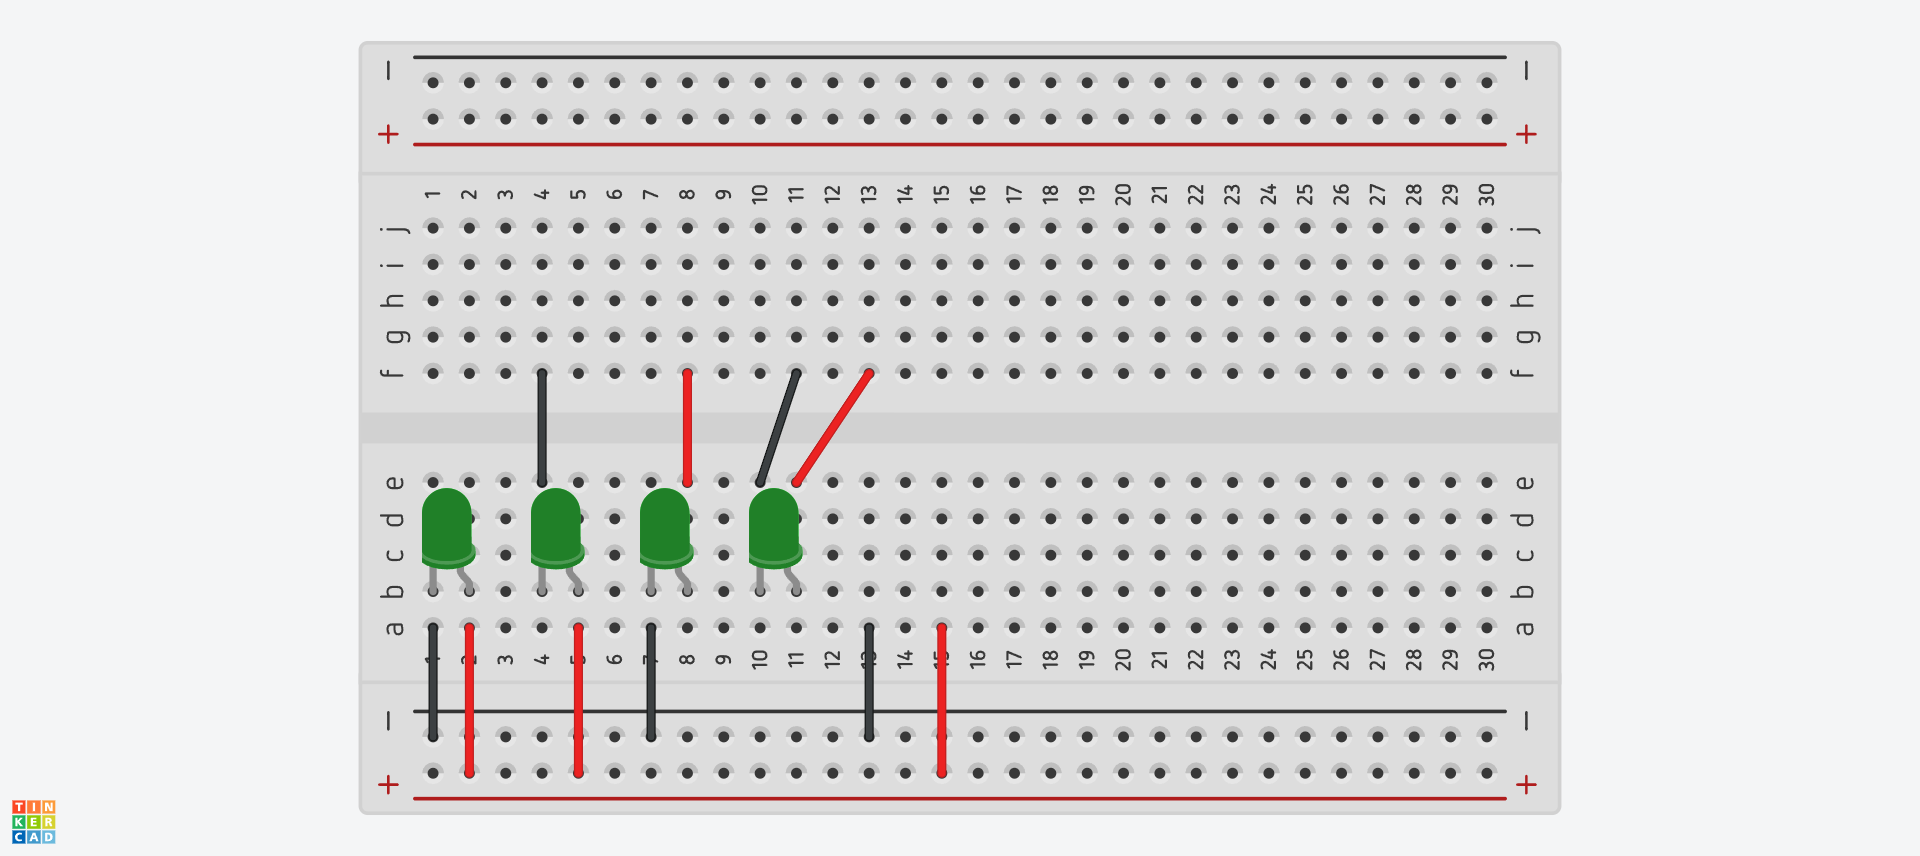 − −
+ +
1 2 3 4 5 6 7 8 9 10 11 12 13 14 15 16 17 18 19 20 21 22 23 24 25 26 27 28 29 30
j j
i i
h h
g g
f f
e e
d d
c c
b b
a a
1 2 3 4 5 6 7 8 9 10 11 12 13 14 15 16 17 18 19 20 21 22 23 24 25 26 27 28 29 30
− −
+ +
TIN
KER
CAD